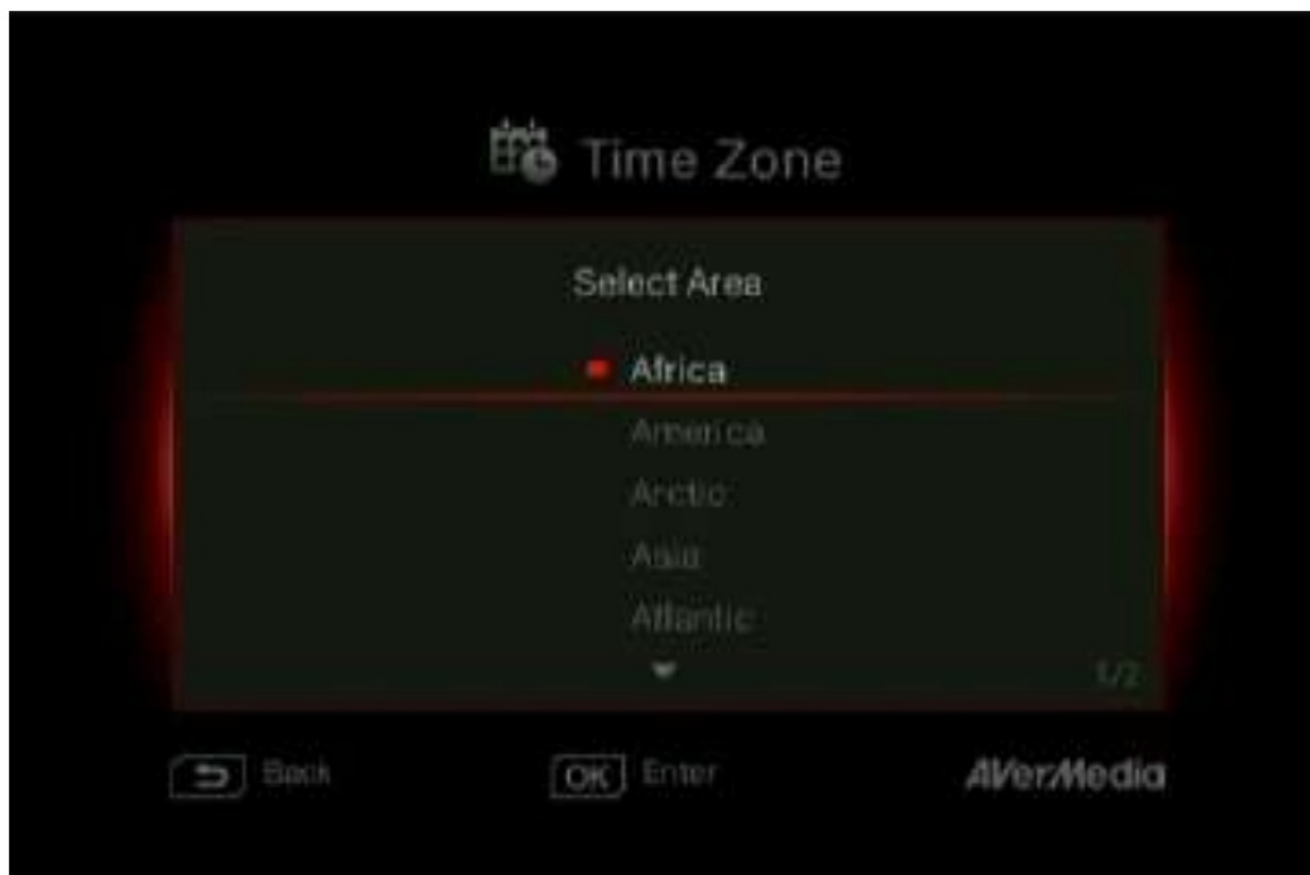 Time Zone
Select Area
Africa
America
Arctic
Asia
Atlantic
1/2
Back
OK Enter
AVerMedia